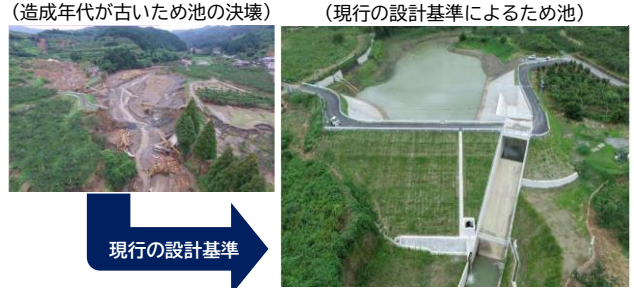 (造成年代が古いため池の決壊)
(現行の設計基準によるため池)
現行の設計基準